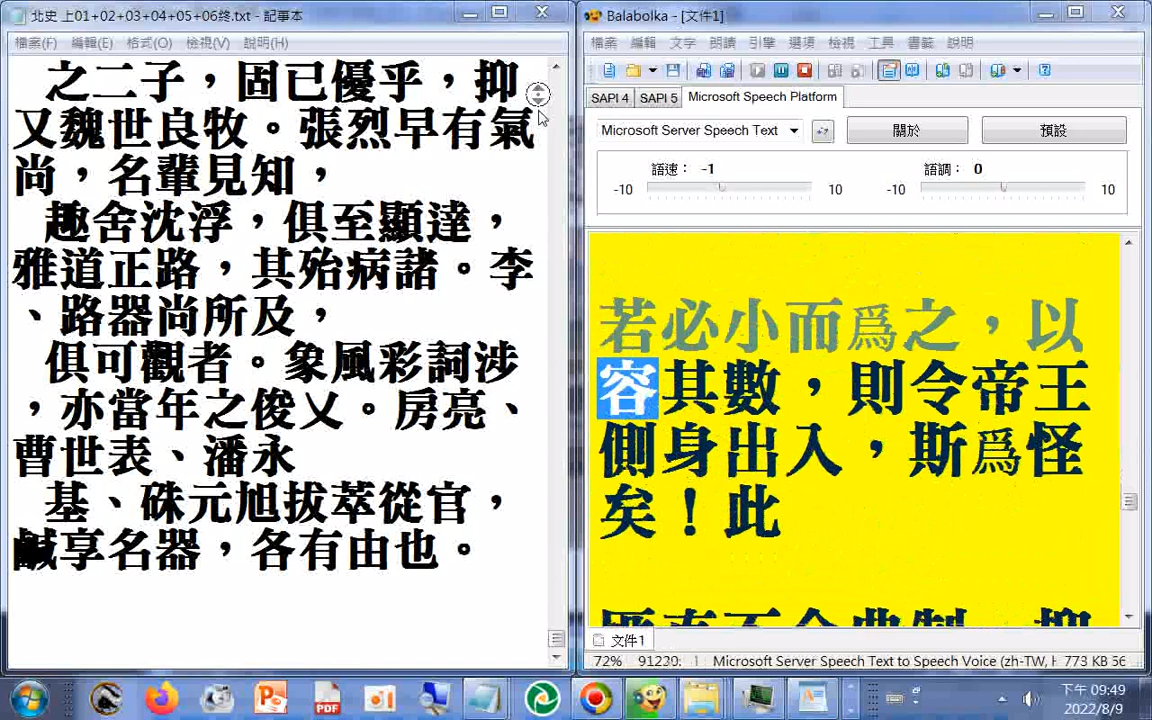 北史 上01+02+03+04+05+06终.txt - 記事本
檔案(F) 編輯(E) 格式(O) 檢視(V) 說明(H)
之二子，固已優乎，抑
又魏世良牧。張烈早有氣
尚，名輩見知，
趣舍沈浮，俱至顯達，
雅道正路，其殆病諸。李
、路器尚所及，
俱可觀者。象風彩詞涉
，亦當年之俊乂。房亮、
曹世表、潘永
基、硃元旭拔萃從官，
鹹享名器，各有由也。
Balabolka - [文件1]
檔案 編輯 文字 朗讀 引擎 選項 檢視 工具 書籤 說明
SAPI 4 SAPI 5 Microsoft Speech Platform
Microsoft Server Speech Text 關於 預設
語速： -1 語調： 0
-10 10 -10 10
若必小而爲之，以
容其數，則令帝王
側身出入，斯爲怪
矣！此
文件1
72% 91230: 1 Microsoft Server Speech Text to Speech Voice (zh-TW, H 773 KB 56
PDF
下午 09:49
2022/8/9